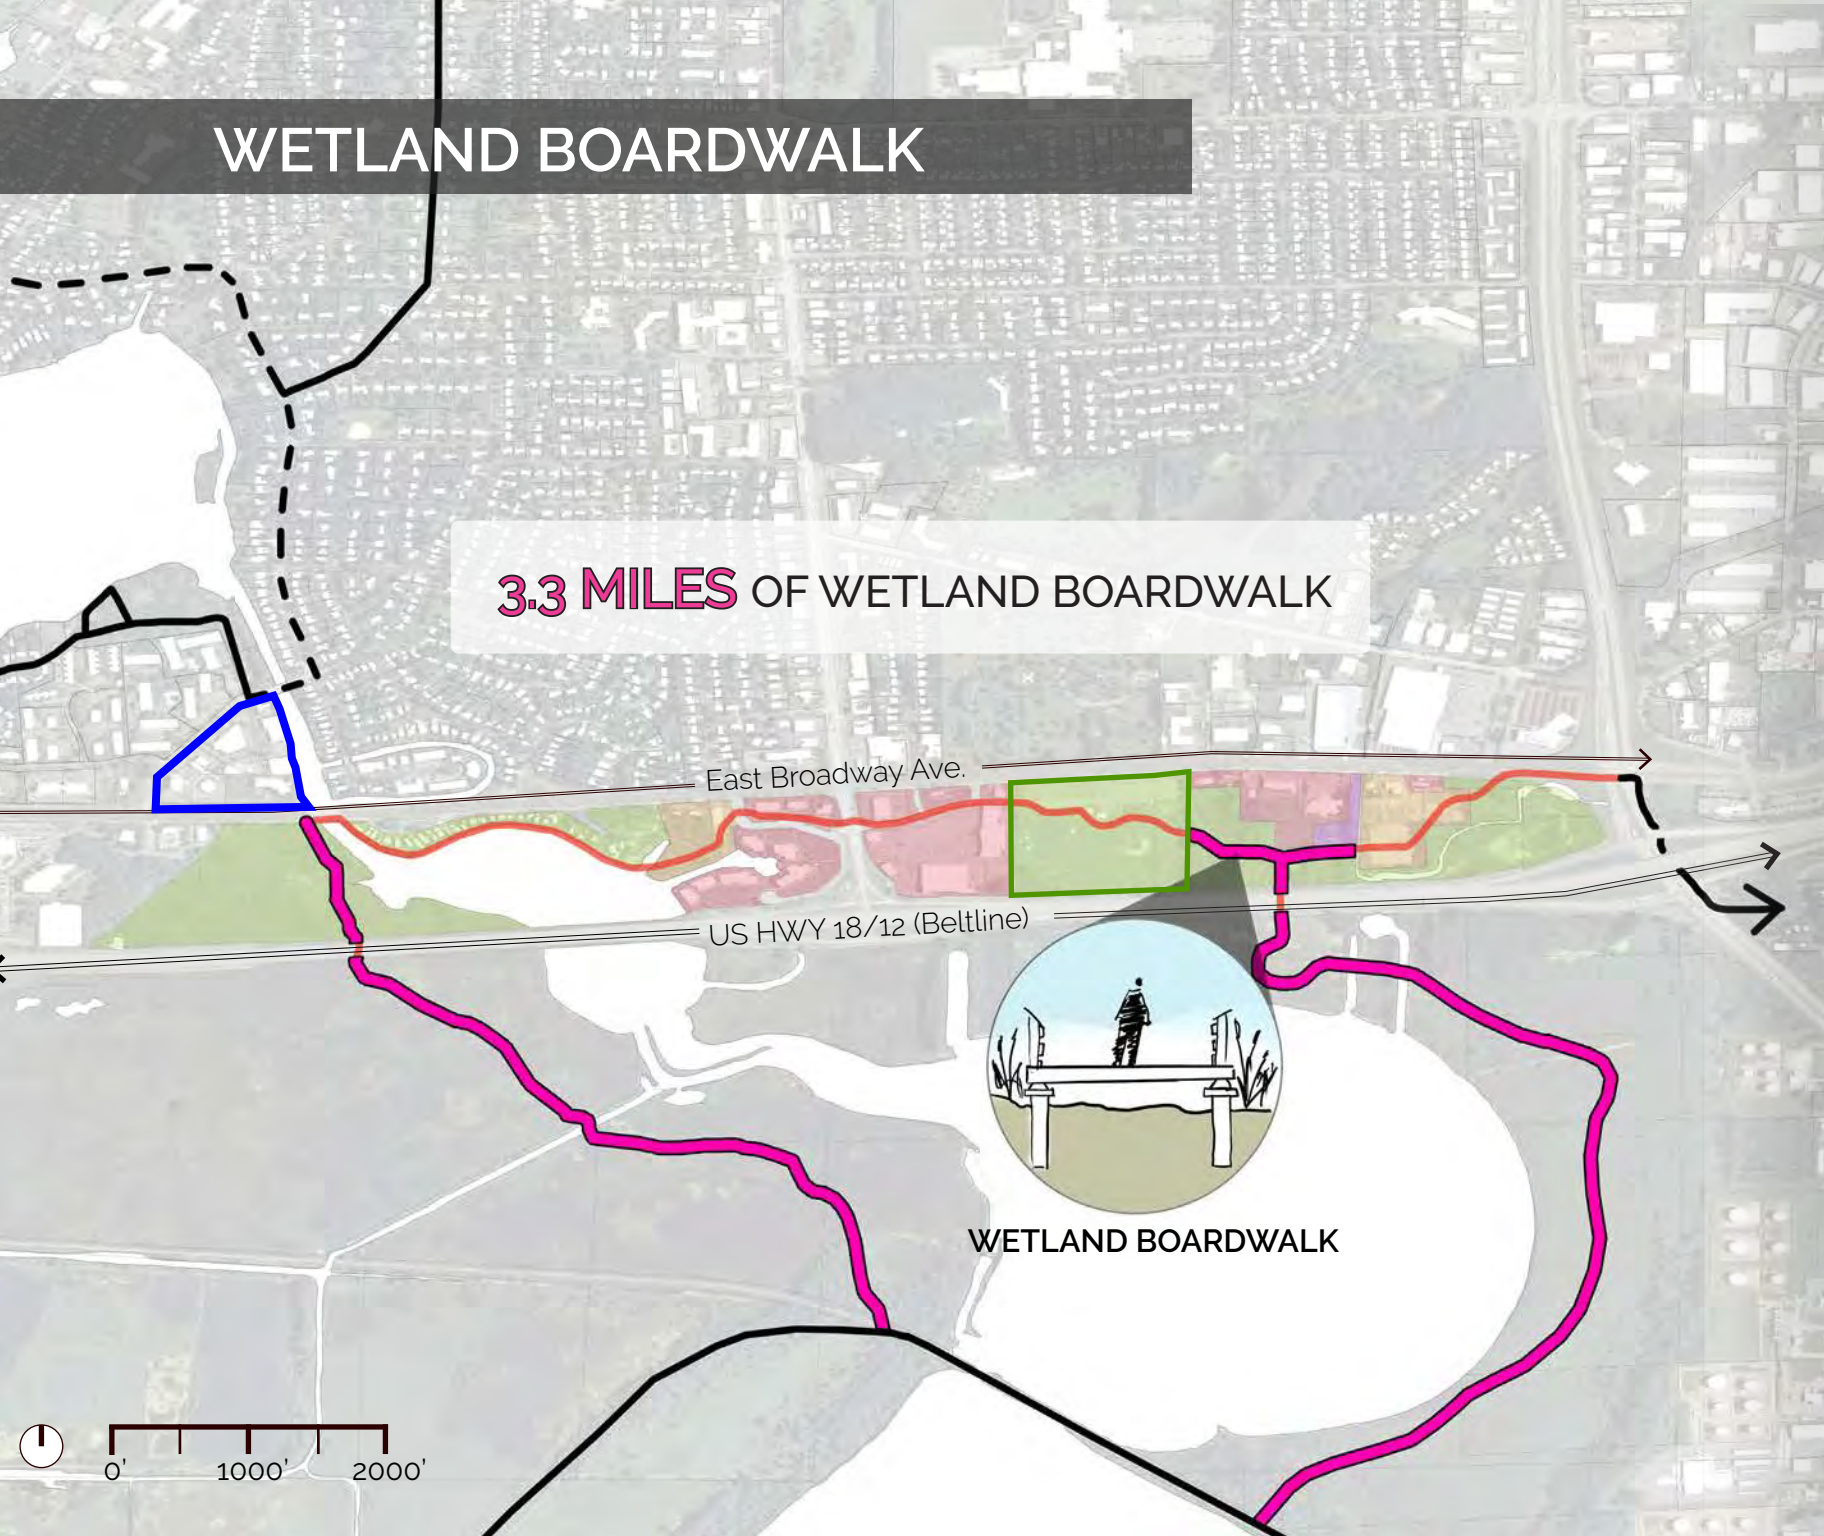 WETLAND BOARDWALK
3.3 MILES OF WETLAND BOARDWALK
East Broadway Ave.
US HWY 18/12 (Beltline)
WETLAND BOARDWALK
0' 1000' 2000'